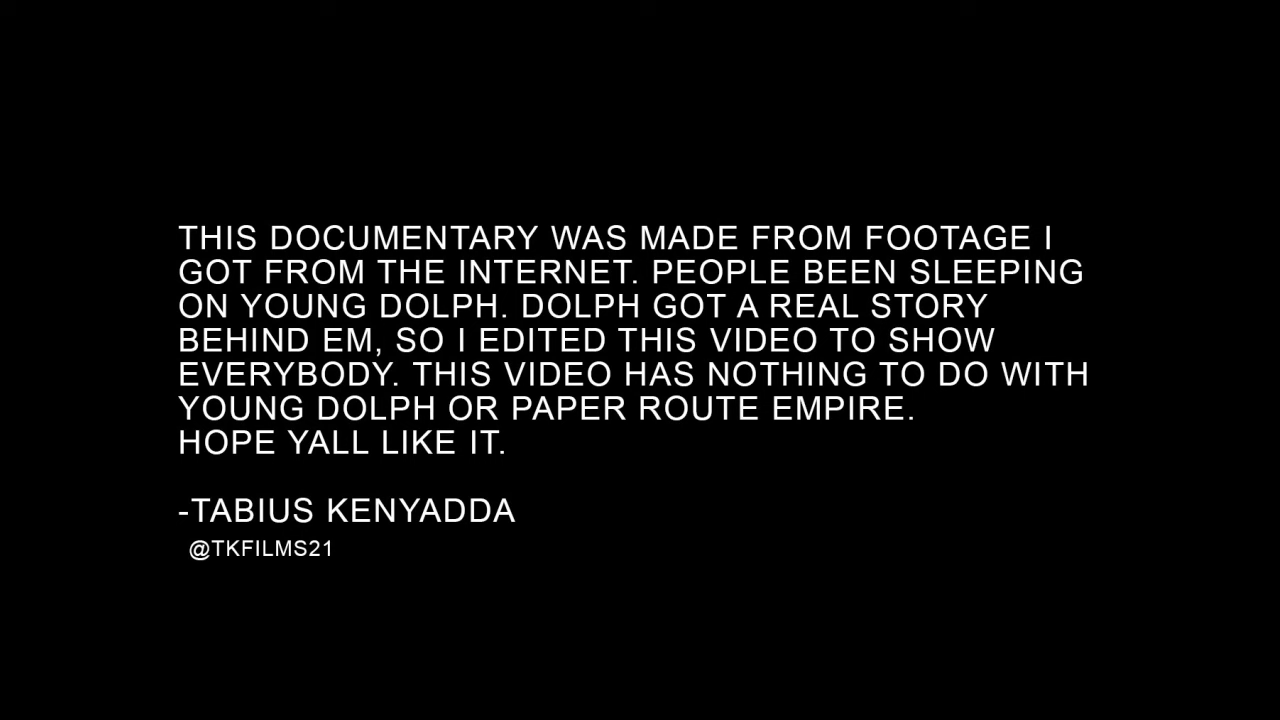 THIS DOCUMENTARY WAS MADE FROM FOOTAGE I
GOT FROM THE INTERNET. PEOPLE BEEN SLEEPING
ON YOUNG DOLPH. DOLPH GOT A REAL STORY
BEHIND EM, SO I EDITED THIS VIDEO TO SHOW
EVERYBODY. THIS VIDEO HAS NOTHING TO DO WITH
YOUNG DOLPH OR PAPER ROUTE EMPIRE.
HOPE YALL LIKE IT.
-TABIUS KENYADDA
@TKFILMS21